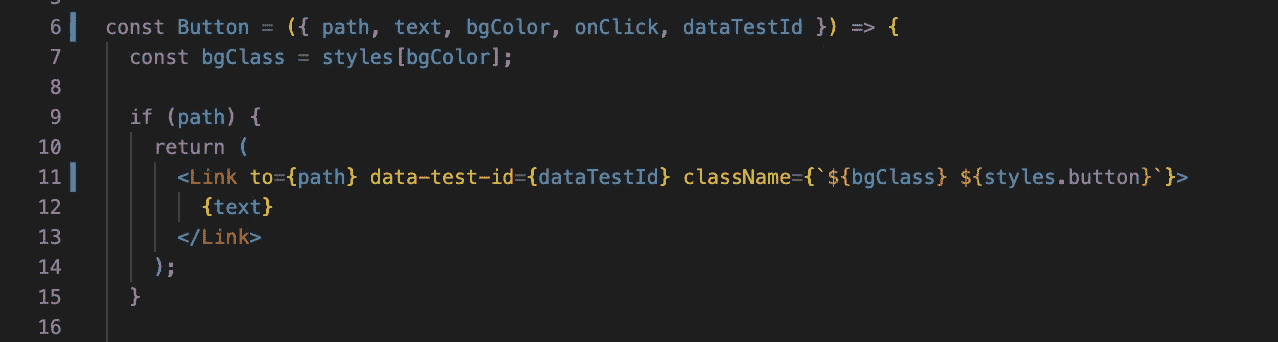 6 const Button = ({ path, text, bgColor, onClick, dataTestId }) => {
7 const bgClass = styles[bgColor];
8
9 if (path) {
10 return (
11 <Link to={path} data-test-id={dataTestId} className={`${bgClass} ${styles.button}`}>
12 {text}
13 </Link>
14 );
15 }
16